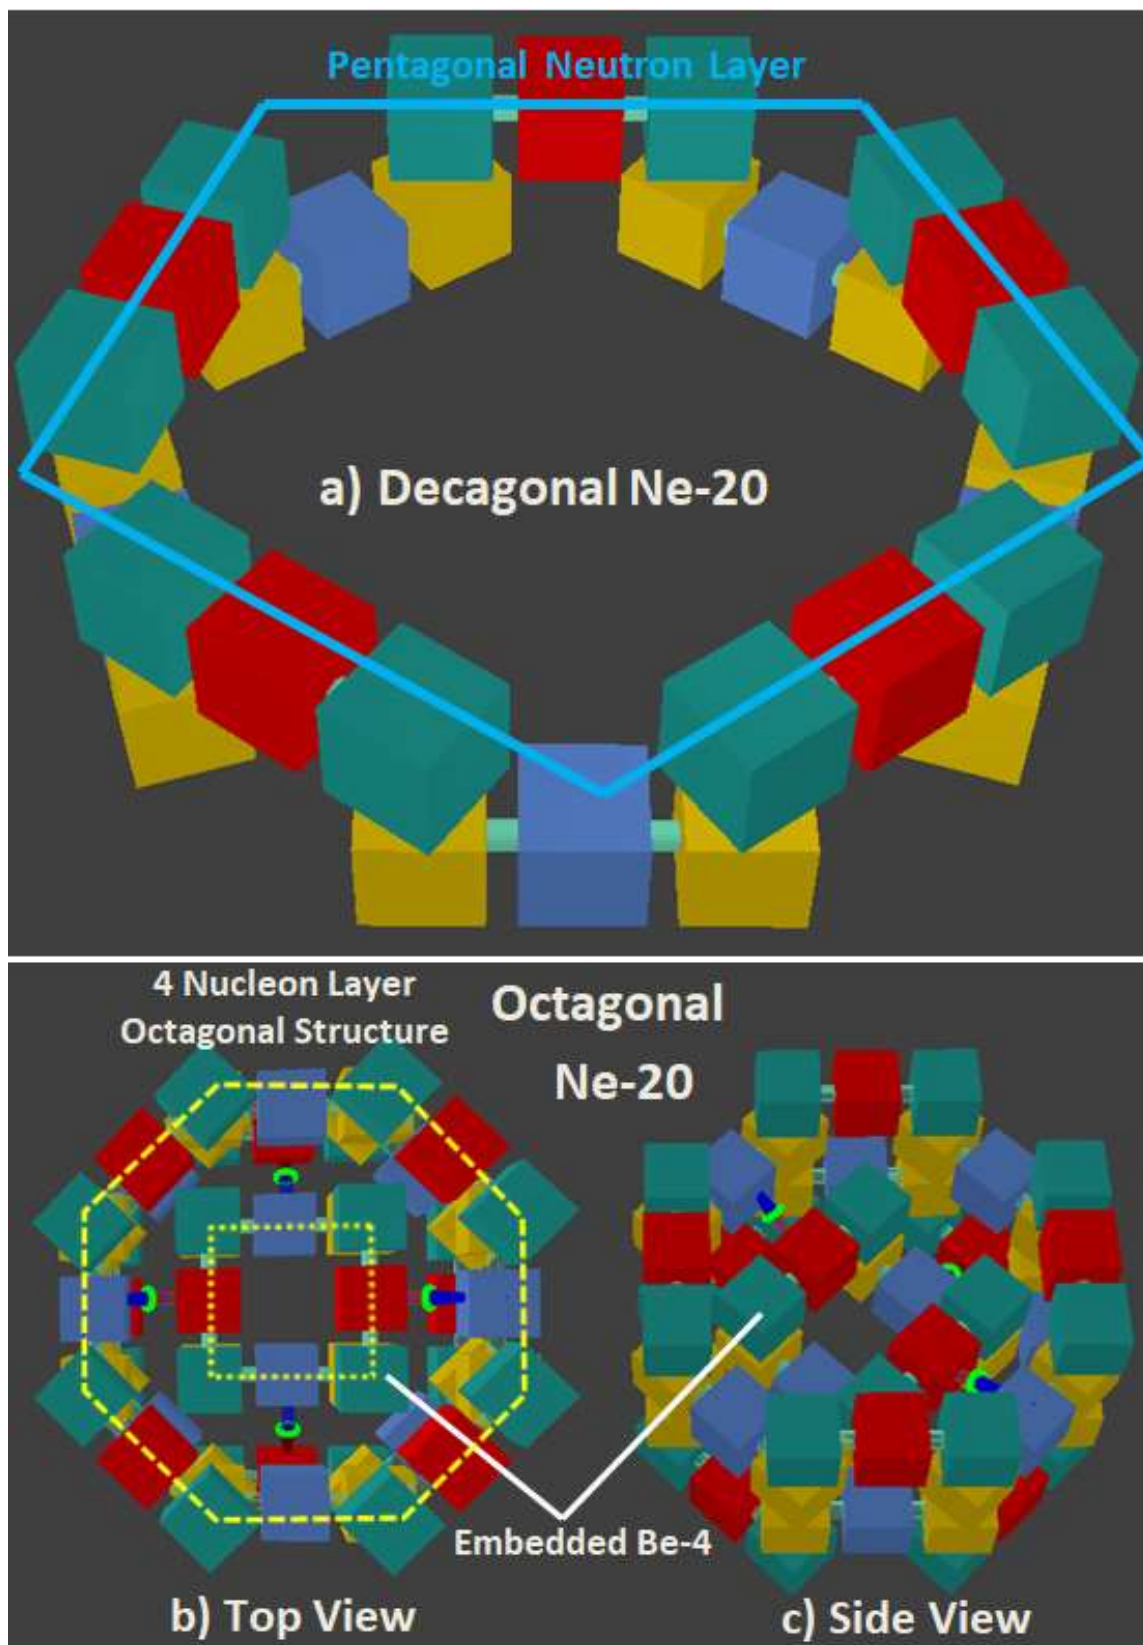 Pentagonal Neutron Layer
a) Decagonal Ne-20
4 Nucleon Layer
Octagonal Structure
Octagonal
Ne-20
Embedded Be-4
b) Top View
c) Side View